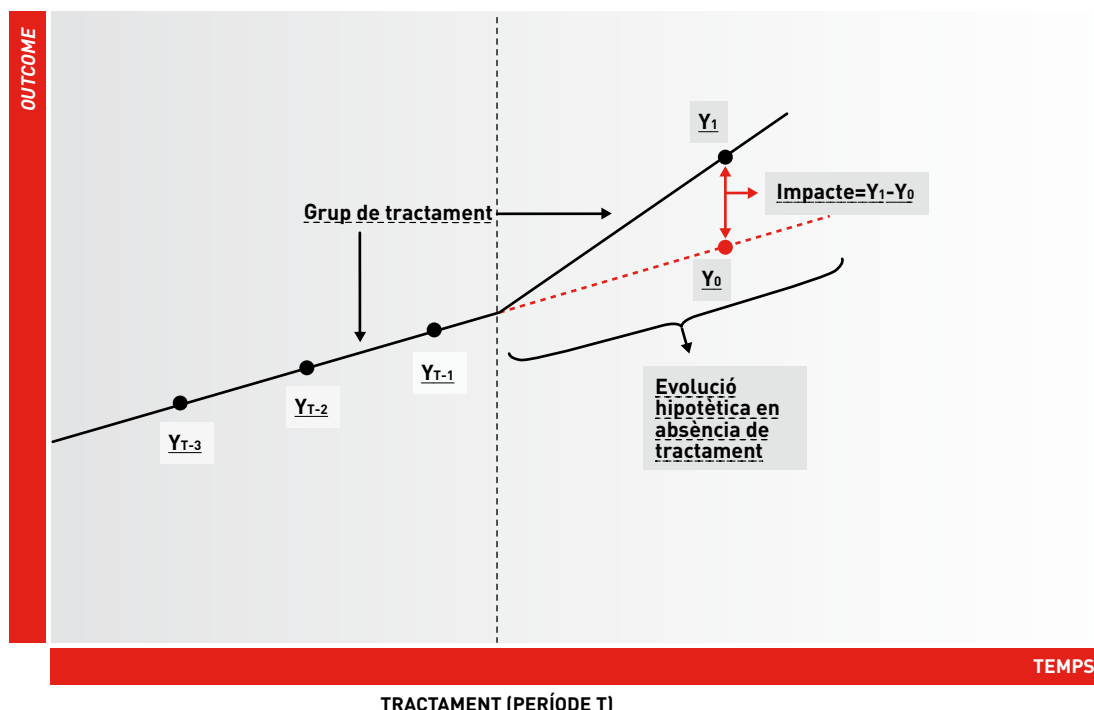 OUTCOME
Y1
Impacte=Y1-Y0
Grup de tractament
Y0
YT-1
YT-2
YT-3
Evolució
hipotètica en
absència de
tractament
TEMPS
TRACTAMENT (PERÍODE T)